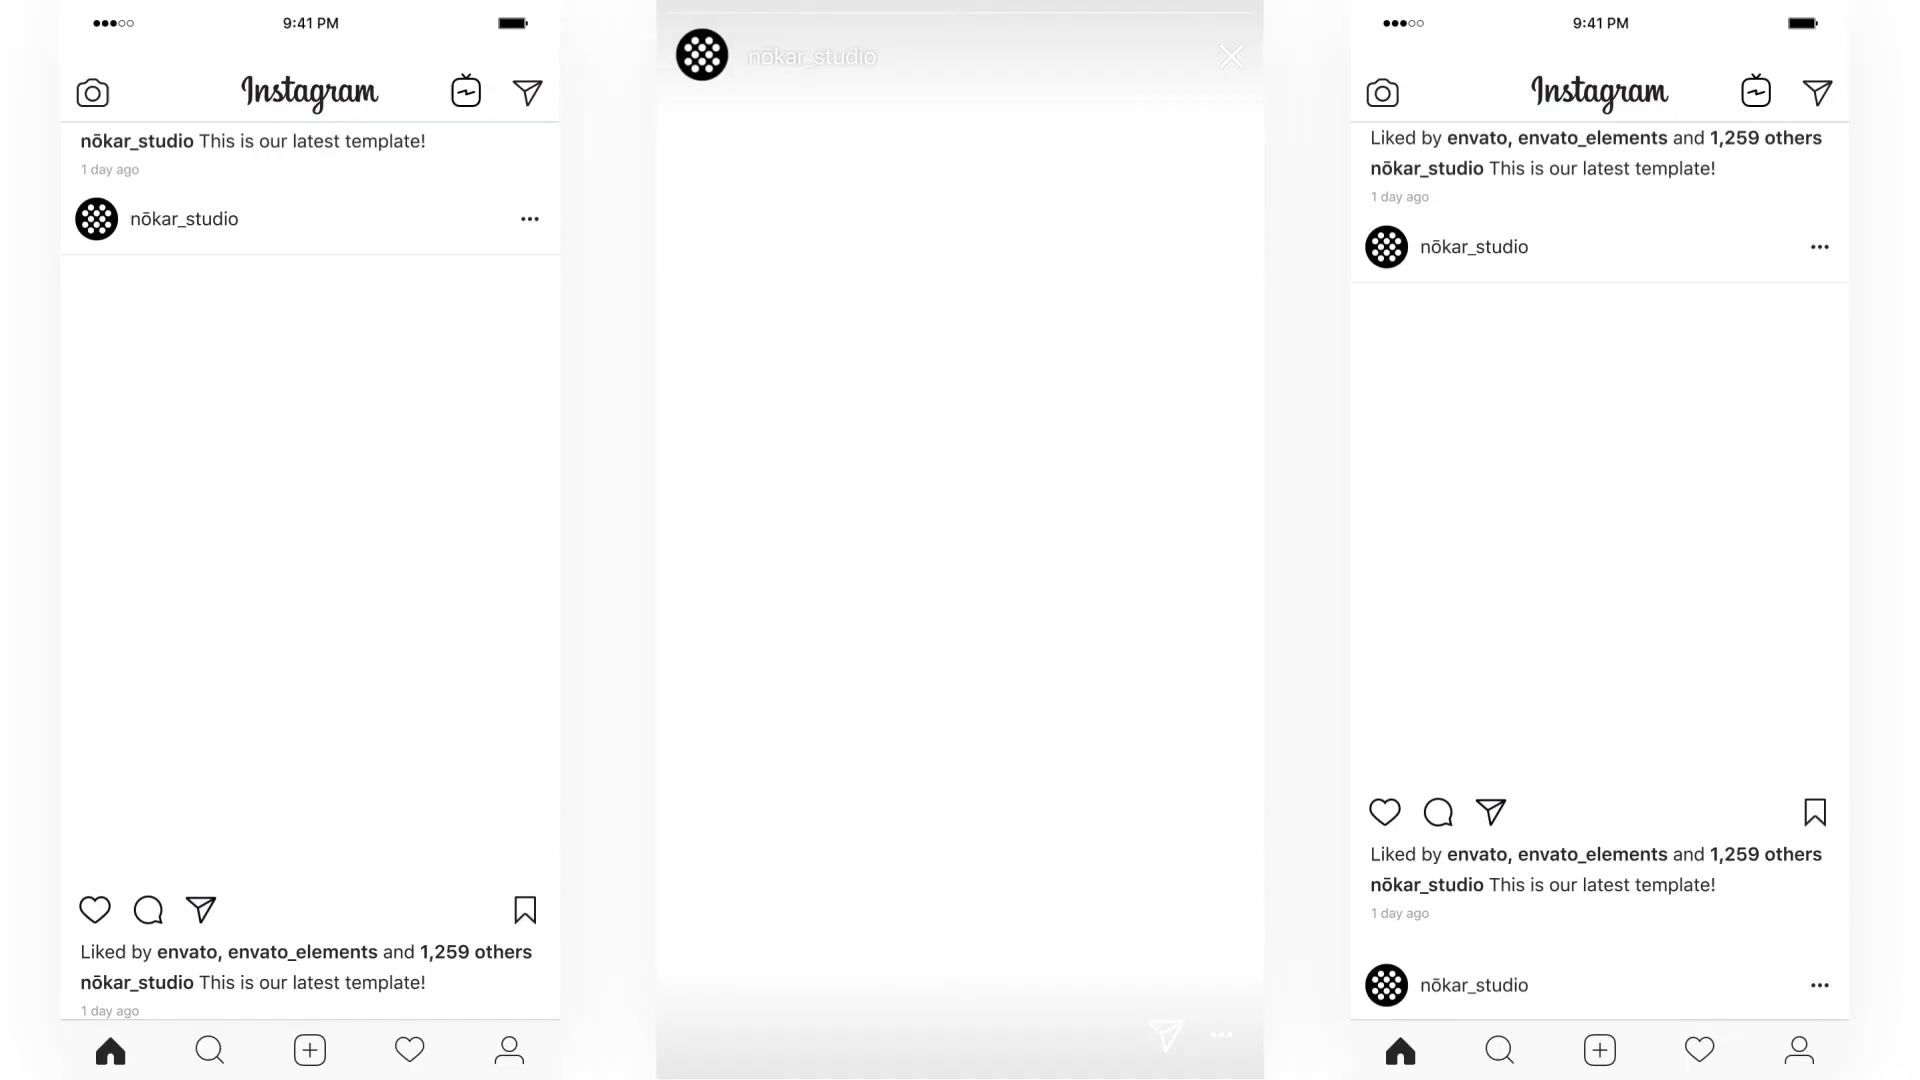 9:41 PM
Instagram
nōkar_studio This is our latest template!
1 day ago
nōkar_studio
Liked by envato, envato_elements and 1,259 others
nōkar_studio This is our latest template!
1 day ago
nōkar_studio
9:41 PM
Instagram
Liked by envato, envato_elements and 1,259 others
nōkar_studio This is our latest template!
1 day ago
nōkar_studio
Liked by envato, envato_elements and 1,259 others
nōkar_studio This is our latest template!
1 day ago
nōkar_studio